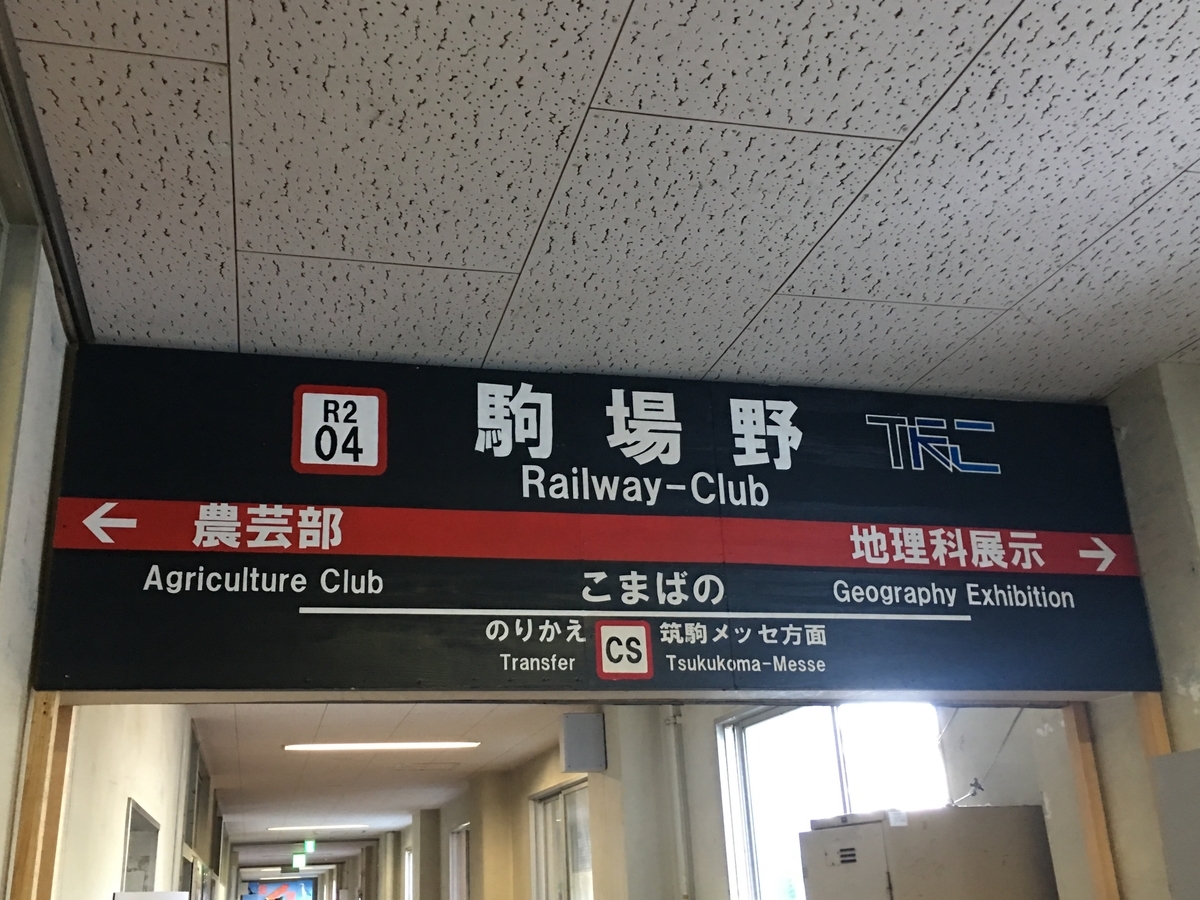 R2
04
駒場野
TKC
Railway-Club
← 農芸部
地理科展示 →
Agriculture Club
こまばの
Geography Exhibition
のりかえ CS 筑駒メッセ方面
Transfer Tsukukoma-Messe